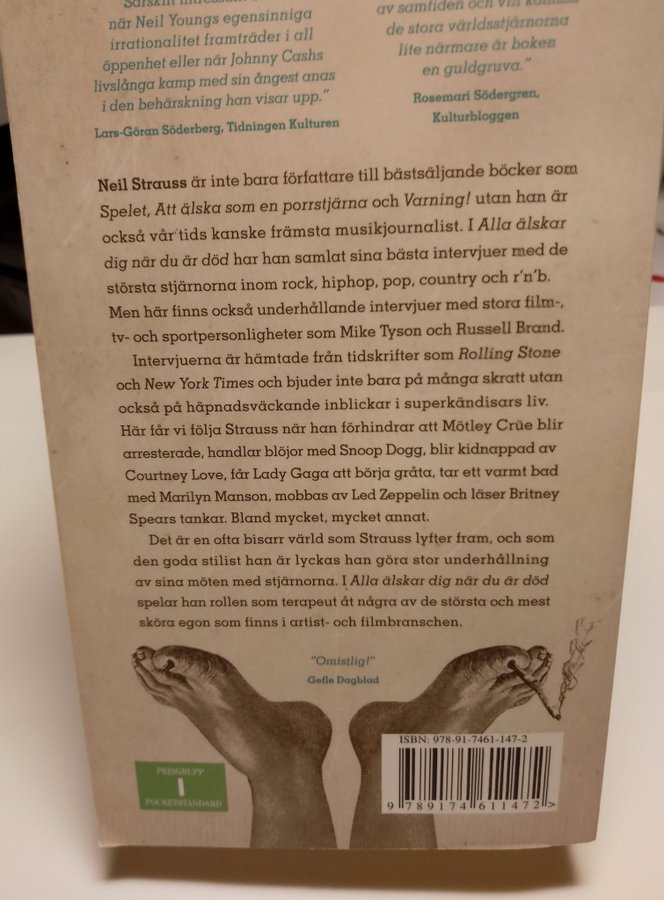 när Neil Youngs egensinniga
irrationalitet framträder i all
öppenhet eller när Johnny Cashs
livslånga kamp med sin ångest anas
i den behärskning han visar upp.”
Lars-Göran Söderberg, Tidningen Kulturen
av samtiden och
de stora världsstjärnorna
lite närmare är boken
en guldgruva.”
Rosemari Södergren,
Kulturbloggen
Neil Strauss är inte bara författare till bästsäljande böcker som
Spelet, Att älska som en porrstjärna och Varning! utan han är
också vår tids kanske främsta musikjournalist. I Alla älskar
dig när du är död har han samlat sina bästa intervjuer med de
största stjärnorna inom rock, hiphop, pop, country och r’n’b.
Men här finns också underhållande intervjuer med stora film-,
tv- och sportpersonligheter som Mike Tyson och Russell Brand.
Intervjuerna är hämtade från tidskrifter som Rolling Stone
och New York Times och bjuder inte bara på många skratt utan
också på häpnadsväckande inblickar i superkändisars liv.
Här får vi följa Strauss när han förhindrar att Mötley Crüe blir
arresterade, handlar blöjor med Snoop Dogg, blir kidnappad av
Courtney Love, får Lady Gaga att börja gråta, tar ett varmt bad
med Marilyn Manson, mobbas av Led Zeppelin och läser Britney
Spears tankar. Bland mycket, mycket annat.
Det är en ofta bisarr värld som Strauss lyfter fram, och som
den goda stilist han är lyckas han göra stor underhållning
av sina möten med stjärnorna. I Alla älskar dig när du är död
spelar han rollen som terapeut åt några av de största och mest
sköra egon som finns i artist- och filmbranschen.
”Omistlig!”
Gefle Dagblad
ISBN: 978-91-7461-147-2
9 789174 611472 >
PRISGRUPP
I
POCKETSTANDARD